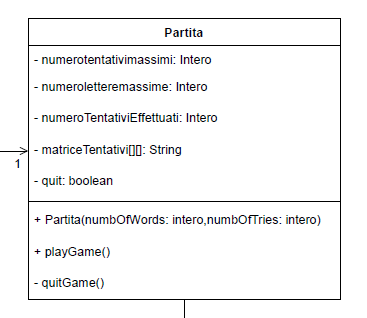 Partita
- numerotentativimassimi: Intero
- numeroletteremassime: Intero
- numeroTentativiEffettuati: Intero
- matriceTentativi[][]: String
1
- quit: boolean
+ Partita(numbOfWords: intero,numbOfTries: intero)
+ playGame()
- quitGame()